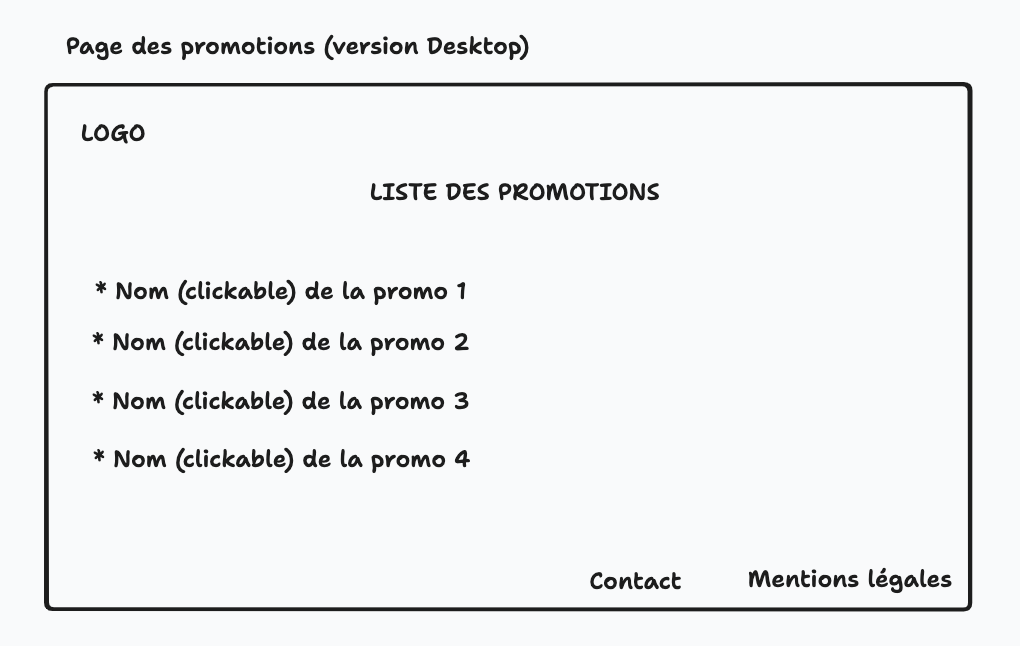 Page des promotions (version Desktop)
LOGO
LISTE DES PROMOTIONS
* Nom (clickable) de la promo 1
* Nom (clickable) de la promo 2
* Nom (clickable) de la promo 3
* Nom (clickable) de la promo 4
Contact Mentions légales